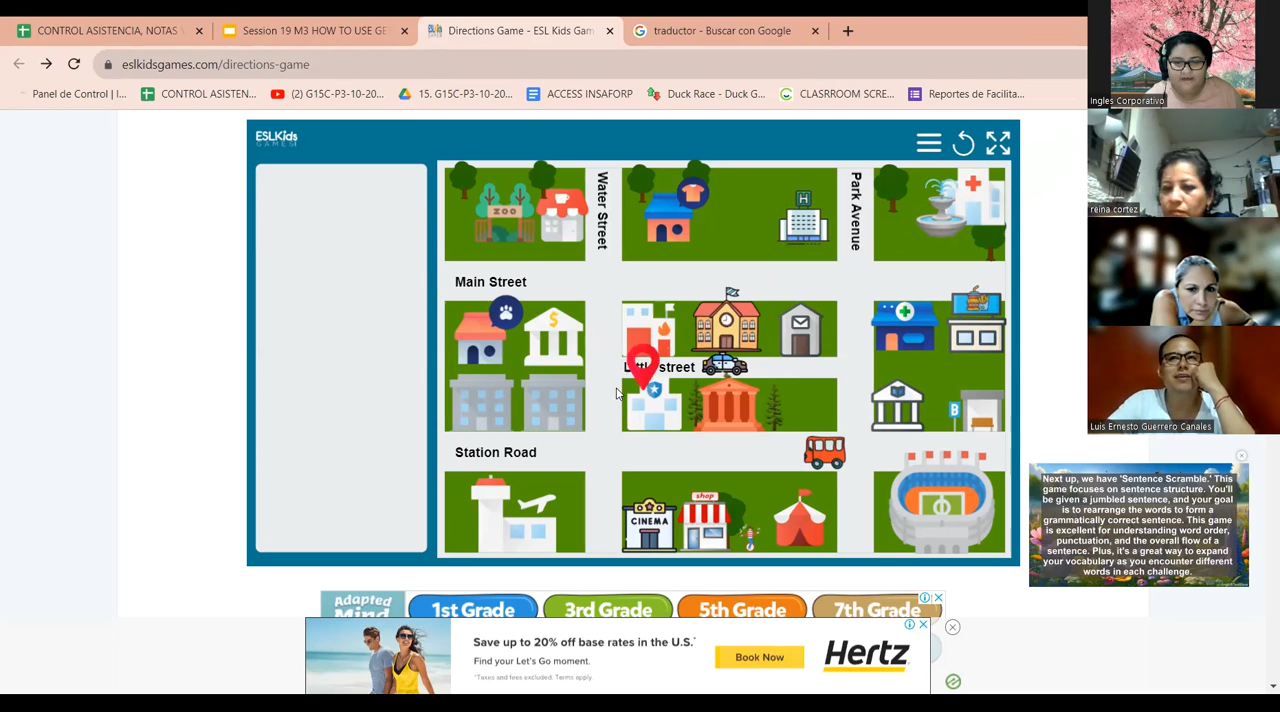 CONTROL ASISTENCIA, NOTAS
Session 19 M3 HOW TO USE GE
Directions Game - ESL Kids Gam
traductor - Buscar con Google
eslkidsgames.com/directions-game
Panel de Control | I...
CONTROL ASISTEN...
(2) G15C-P3-10-20...
15. G15C-P3-10-20...
ACCESS INSAFORP
Duck Race - Duck G...
CLASRROOM SCRE...
Reportes de Facilita...
Ingles Corporativo
reina cortez
Luis Ernesto Guerrero Canales
ESLKids
GAMES
ZOO
Water Street
H
Park Avenue
Main Street
$
street
B
Station Road
CINEMA
shop
Next up, we have 'Sentence Scramble.' This
game focuses on sentence structure. You'll
be given a jumbled sentence, and your goal
is to rearrange the words to form a
grammatically correct sentence. This game
is excellent for understanding word order,
punctuation, and the overall flow of a
sentence. Plus, it's a great way to expand
your vocabulary as you encounter different
words in each challenge.
Adapted
Mind
1st Grade
3rd Grade
5th Grade
7th Grade
Save up to 20% off base rates in the U.S.*
Find your Let's Go moment.
*Taxes and fees excluded. Terms apply.
Book Now
Hertz